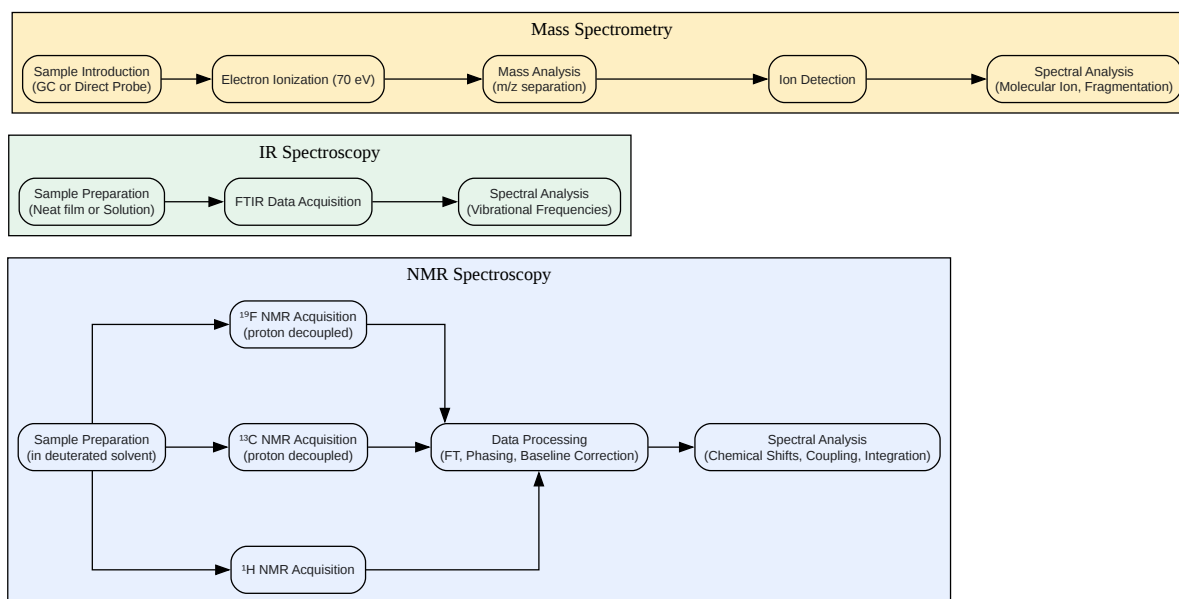 Mass Spectrometry
Sample Introduction
(GC or Direct Probe)
Electron Ionization (70 eV)
Mass Analysis
(m/z separation)
Ion Detection
Spectral Analysis
(Molecular Ion, Fragmentation)
IR Spectroscopy
Sample Preparation
(Neat film or Solution)
FTIR Data Acquisition
Spectral Analysis
(Vibrational Frequencies)
NMR Spectroscopy
¹⁹F NMR Acquisition
(proton decoupled)
Sample Preparation
(in deuterated solvent)
¹³C NMR Acquisition
(proton decoupled)
Data Processing
(FT, Phasing, Baseline Correction)
Spectral Analysis
(Chemical Shifts, Coupling, Integration)
¹H NMR Acquisition